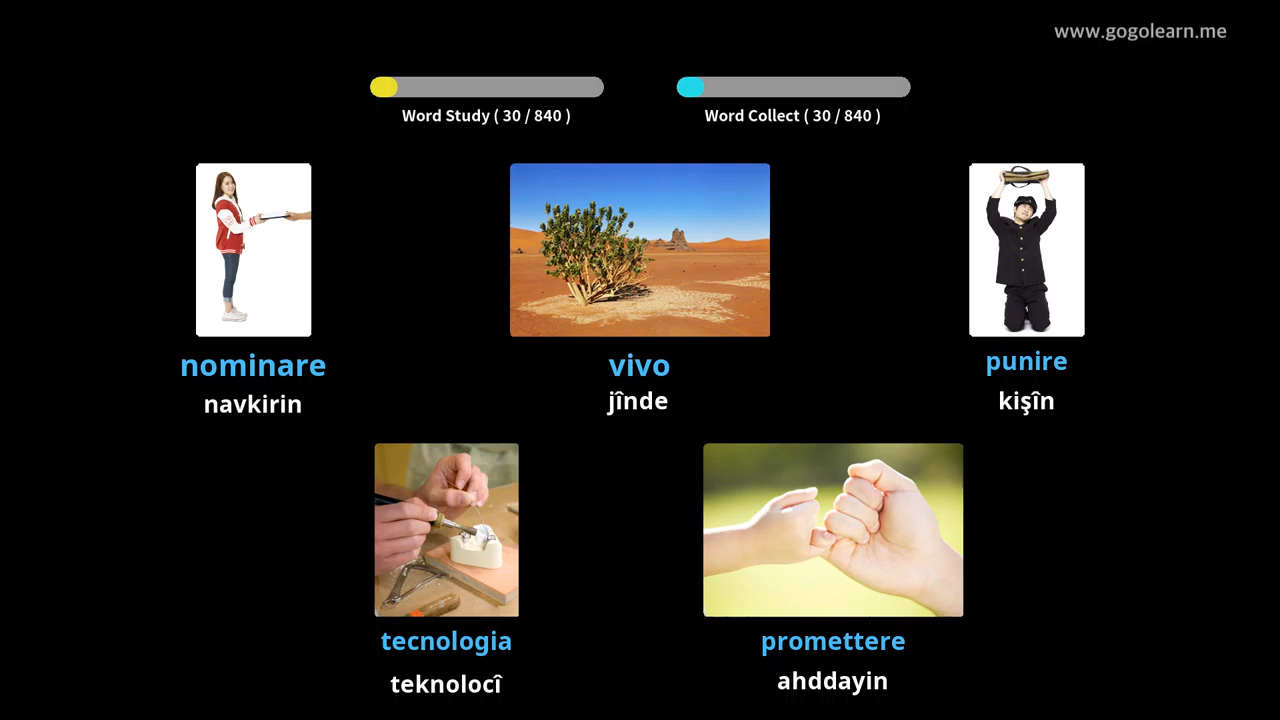 www.gogolearn.me
Word Study ( 30 / 840 )
Word Collect ( 30 / 840 )
nominare
navkirin
vivo
jînde
punire
kişîn
tecnologia
teknolocî
promettere
ahddayin